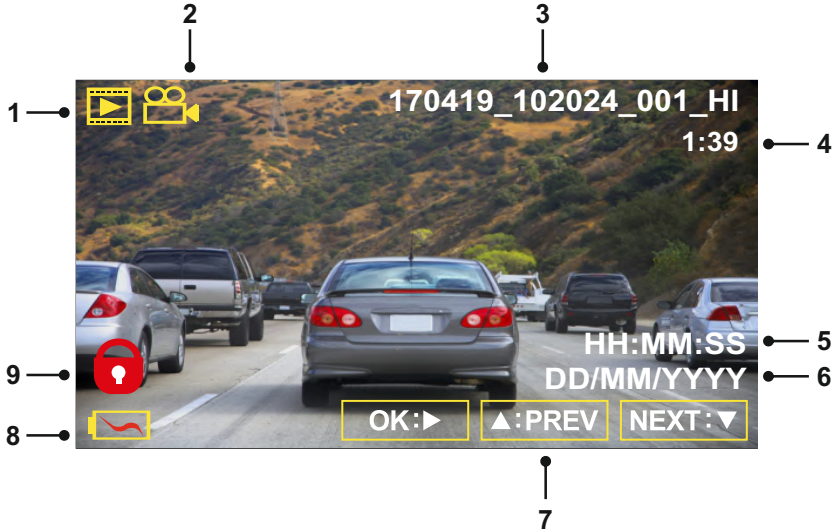 2
3
1
170419_102024_001_HI
1:39
4
HH:MM:SS
5
9
DD/MM/YYYY
6
8
OK:▶
▲:PREV
NEXT:▼
7